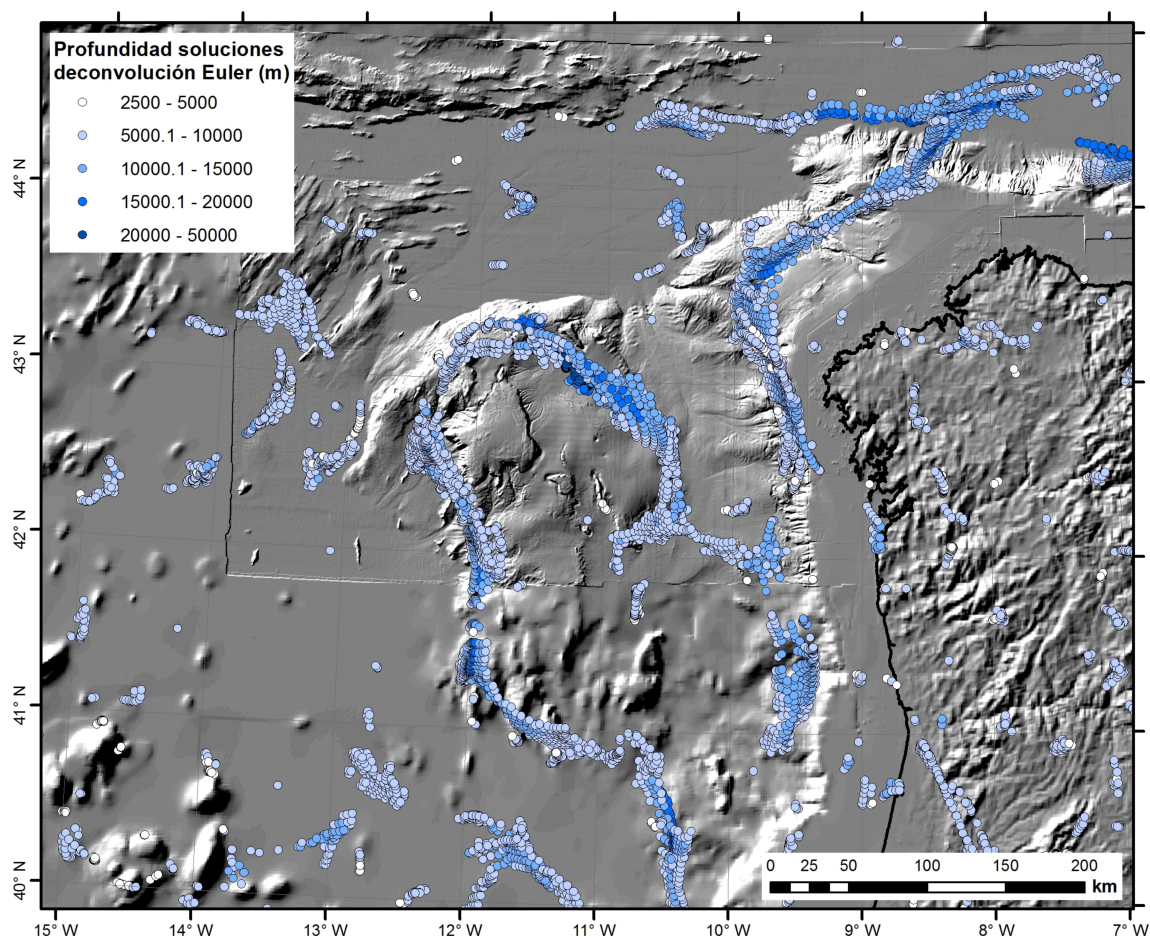 Profundidad soluciones
deconvolución Euler (m)
2500 - 5000
5000.1 - 10000
10000.1 - 15000
15000.1 - 20000
20000 - 50000
44° N
43° N
42° N
41° N
40° N
0 25 50 100 150 200
km
15° W 14° W 13° W 12° W 11° W 10° W 9° W 8° W 7° W